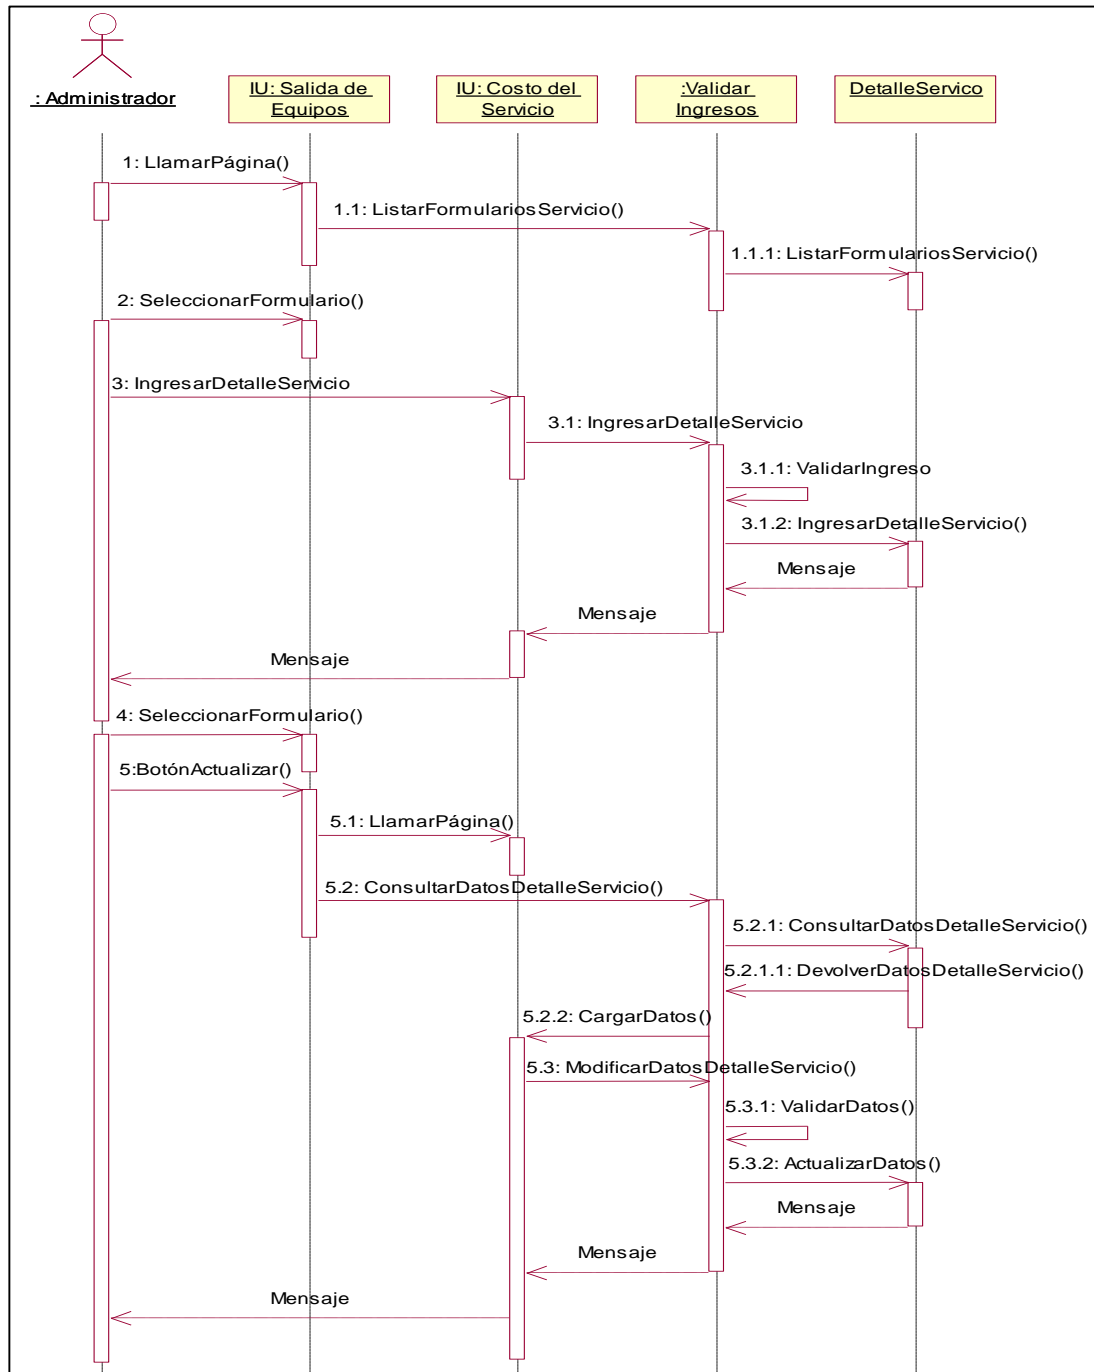 : Administrador
IU: Salida de
Equipos
IU: Costo del
Servicio
:Validar
Ingresos
DetalleServico
1: LlamarPágina()
1.1: ListarFormulariosServicio()
1.1.1: ListarFormulariosServicio()
2: SeleccionarFormulario()
3: IngresarDetalleServicio
3.1: IngresarDetalleServicio
3.1.1: ValidarIngreso
3.1.2: IngresarDetalleServicio()
Mensaje
Mensaje
Mensaje
4: SeleccionarFormulario()
5:BotónActualizar()
5.1: LlamarPágina()
5.2: ConsultarDatosDetalleServicio()
5.2.1: ConsultarDatosDetalleServicio()
5.2.1.1: DevolverDatosDetalleServicio()
5.2.2: CargarDatos()
5.3: ModificarDatosDetalleServicio()
5.3.1: ValidarDatos()
5.3.2: ActualizarDatos()
Mensaje
Mensaje
Mensaje